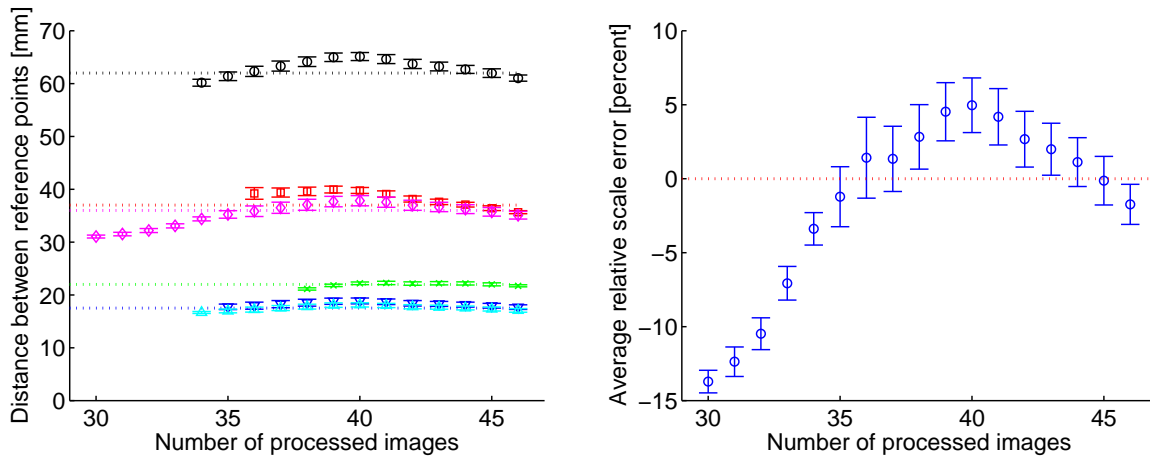 Distance between reference points [mm]
70
60
50
40
30
20
10
0
30 35 40 45
Number of processed images
Average relative scale error [percent]
10
5
0
−5
−10
−15
30 35 40 45
Number of processed images